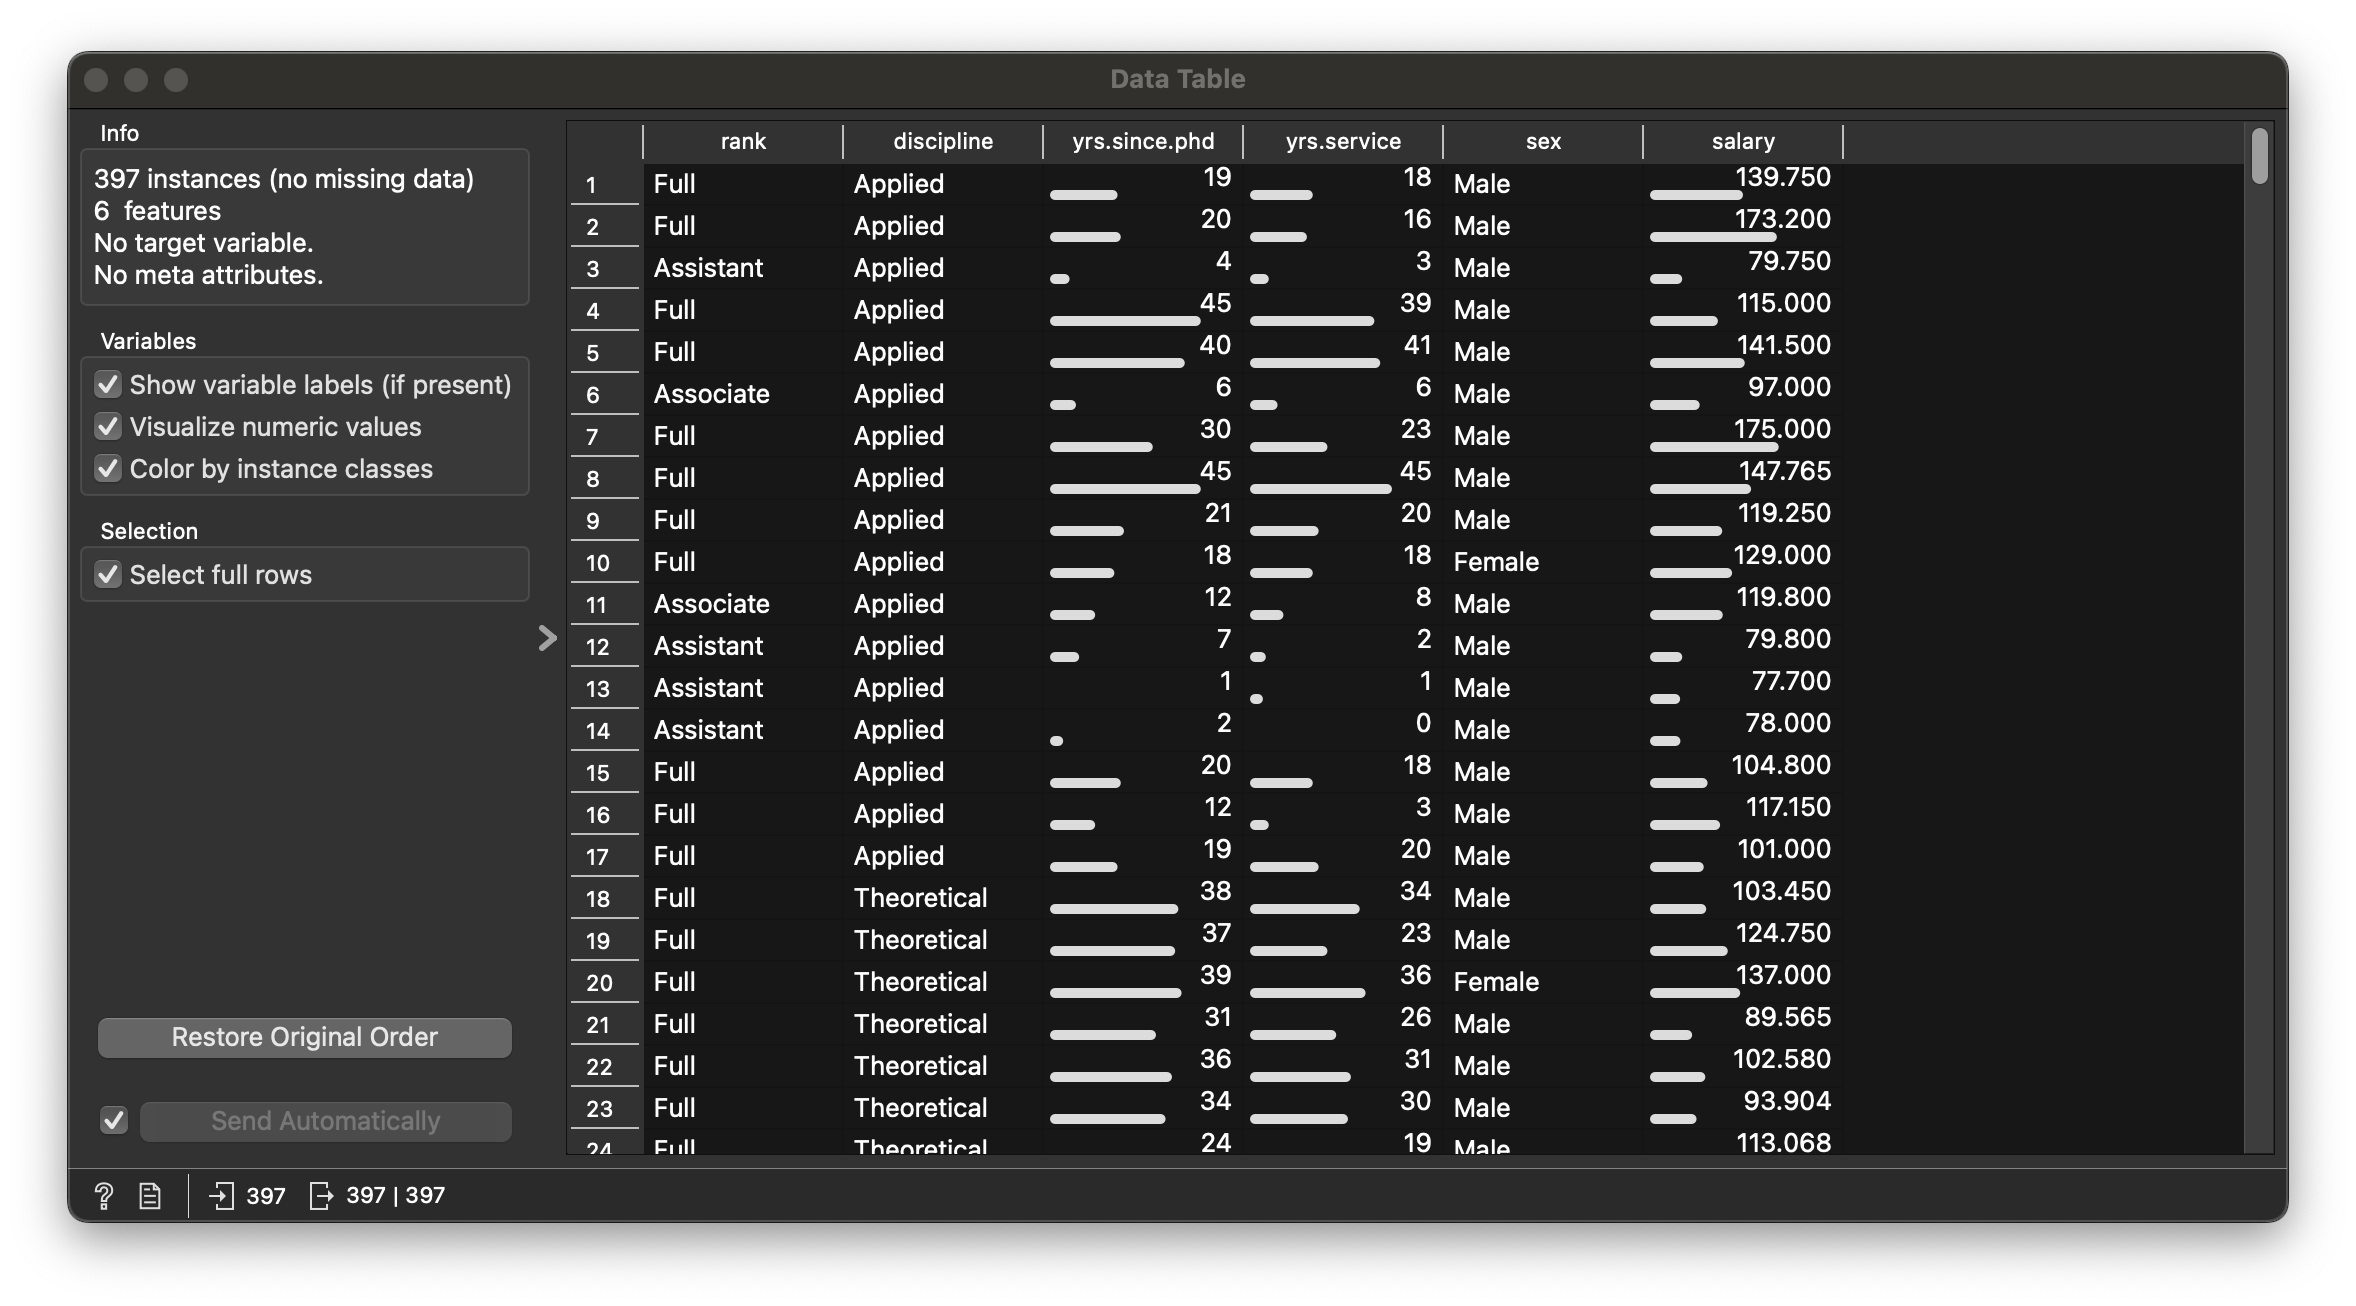 Data Table
Info
397 instances (no missing data)
6 features
No target variable.
No meta attributes.
Variables
Show variable labels (if present)
Visualize numeric values
Color by instance classes
Selection
Select full rows
Restore Original Order
Send Automatically
rank discipline yrs.since.phd yrs.service sex salary
1 Full Applied 19 18 Male 139.750
2 Full Applied 20 16 Male 173.200
3 Assistant Applied 4 3 Male 79.750
4 Full Applied 45 39 Male 115.000
5 Full Applied 40 41 Male 141.500
6 Associate Applied 6 6 Male 97.000
7 Full Applied 30 23 Male 175.000
8 Full Applied 45 45 Male 147.765
9 Full Applied 21 20 Male 119.250
10 Full Applied 18 18 Female 129.000
11 Associate Applied 12 8 Male 119.800
12 Assistant Applied 7 2 Male 79.800
13 Assistant Applied 1 1 Male 77.700
14 Assistant Applied 2 0 Male 78.000
15 Full Applied 20 18 Male 104.800
16 Full Applied 12 3 Male 117.150
17 Full Applied 19 20 Male 101.000
18 Full Theoretical 38 34 Male 103.450
19 Full Theoretical 37 23 Male 124.750
20 Full Theoretical 39 36 Female 137.000
21 Full Theoretical 31 26 Male 89.565
22 Full Theoretical 36 31 Male 102.580
23 Full Theoretical 34 30 Male 93.904
24 Full Theoretical 24 19 Male 113.068
? 397 397 | 397